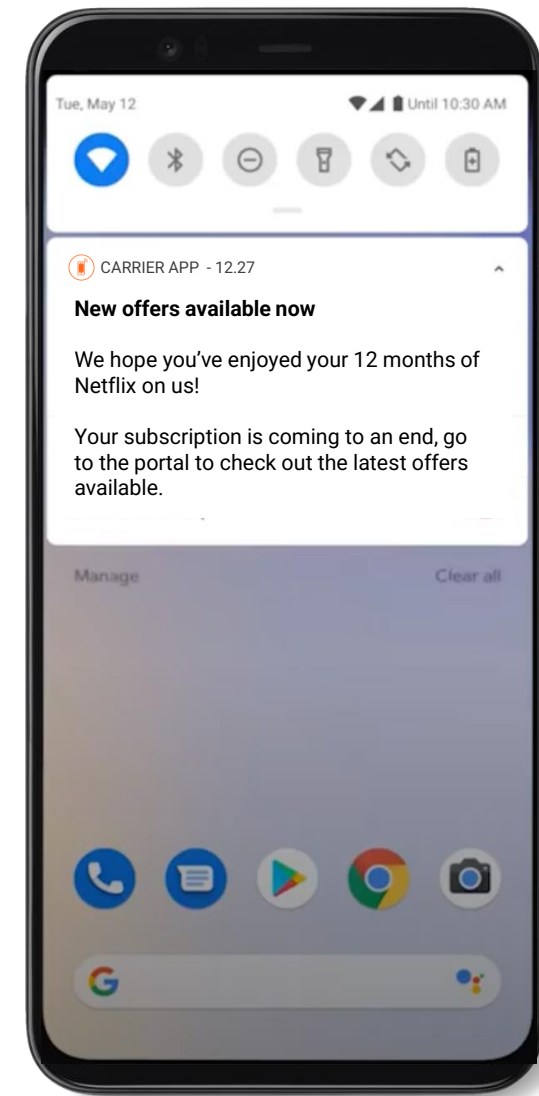 Tue, May 12
Until 10:30 AM
CARRIER APP - 12.27
New offers available now
We hope you’ve enjoyed your 12 months of
Netflix on us!
Your subscription is coming to an end, go
to the portal to check out the latest offers
available.
Manage
Clear all